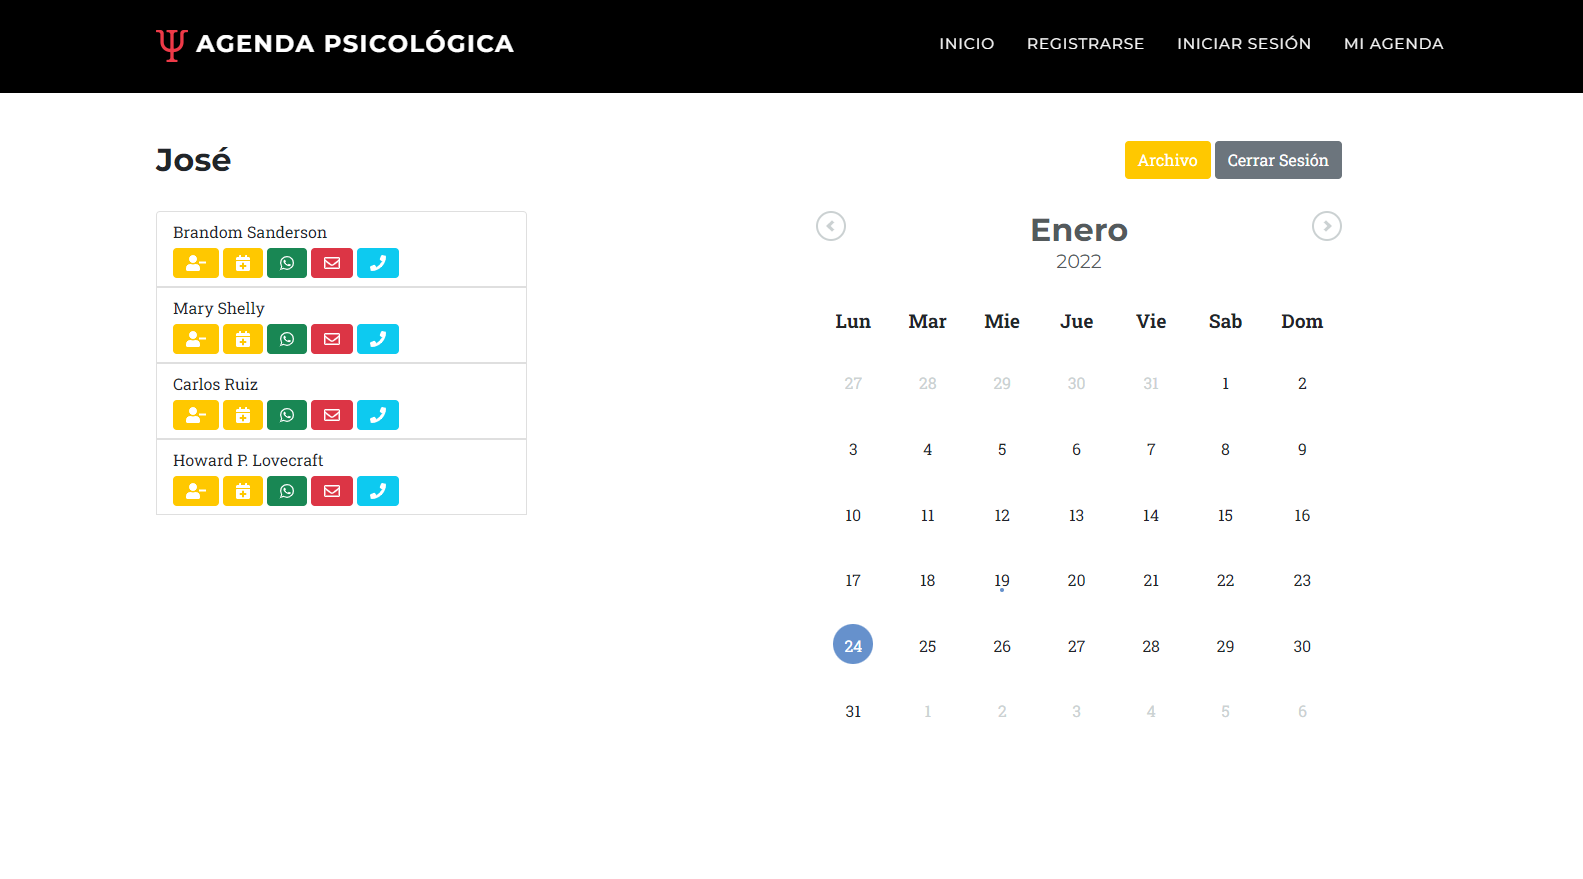 Ψ AGENDA PSICOLÓGICA
INICIO REGISTRARSE INICIAR SESIÓN MI AGENDA
José
Archivo Cerrar Sesión
Brandom Sanderson
Mary Shelly
Carlos Ruiz
Howard P. Lovecraft
Enero
2022
Lun Mar Mie Jue Vie Sab Dom
27 28 29 30 31 1 2
3 4 5 6 7 8 9
10 11 12 13 14 15 16
17 18 19 20 21 22 23
24 25 26 27 28 29 30
31 1 2 3 4 5 6